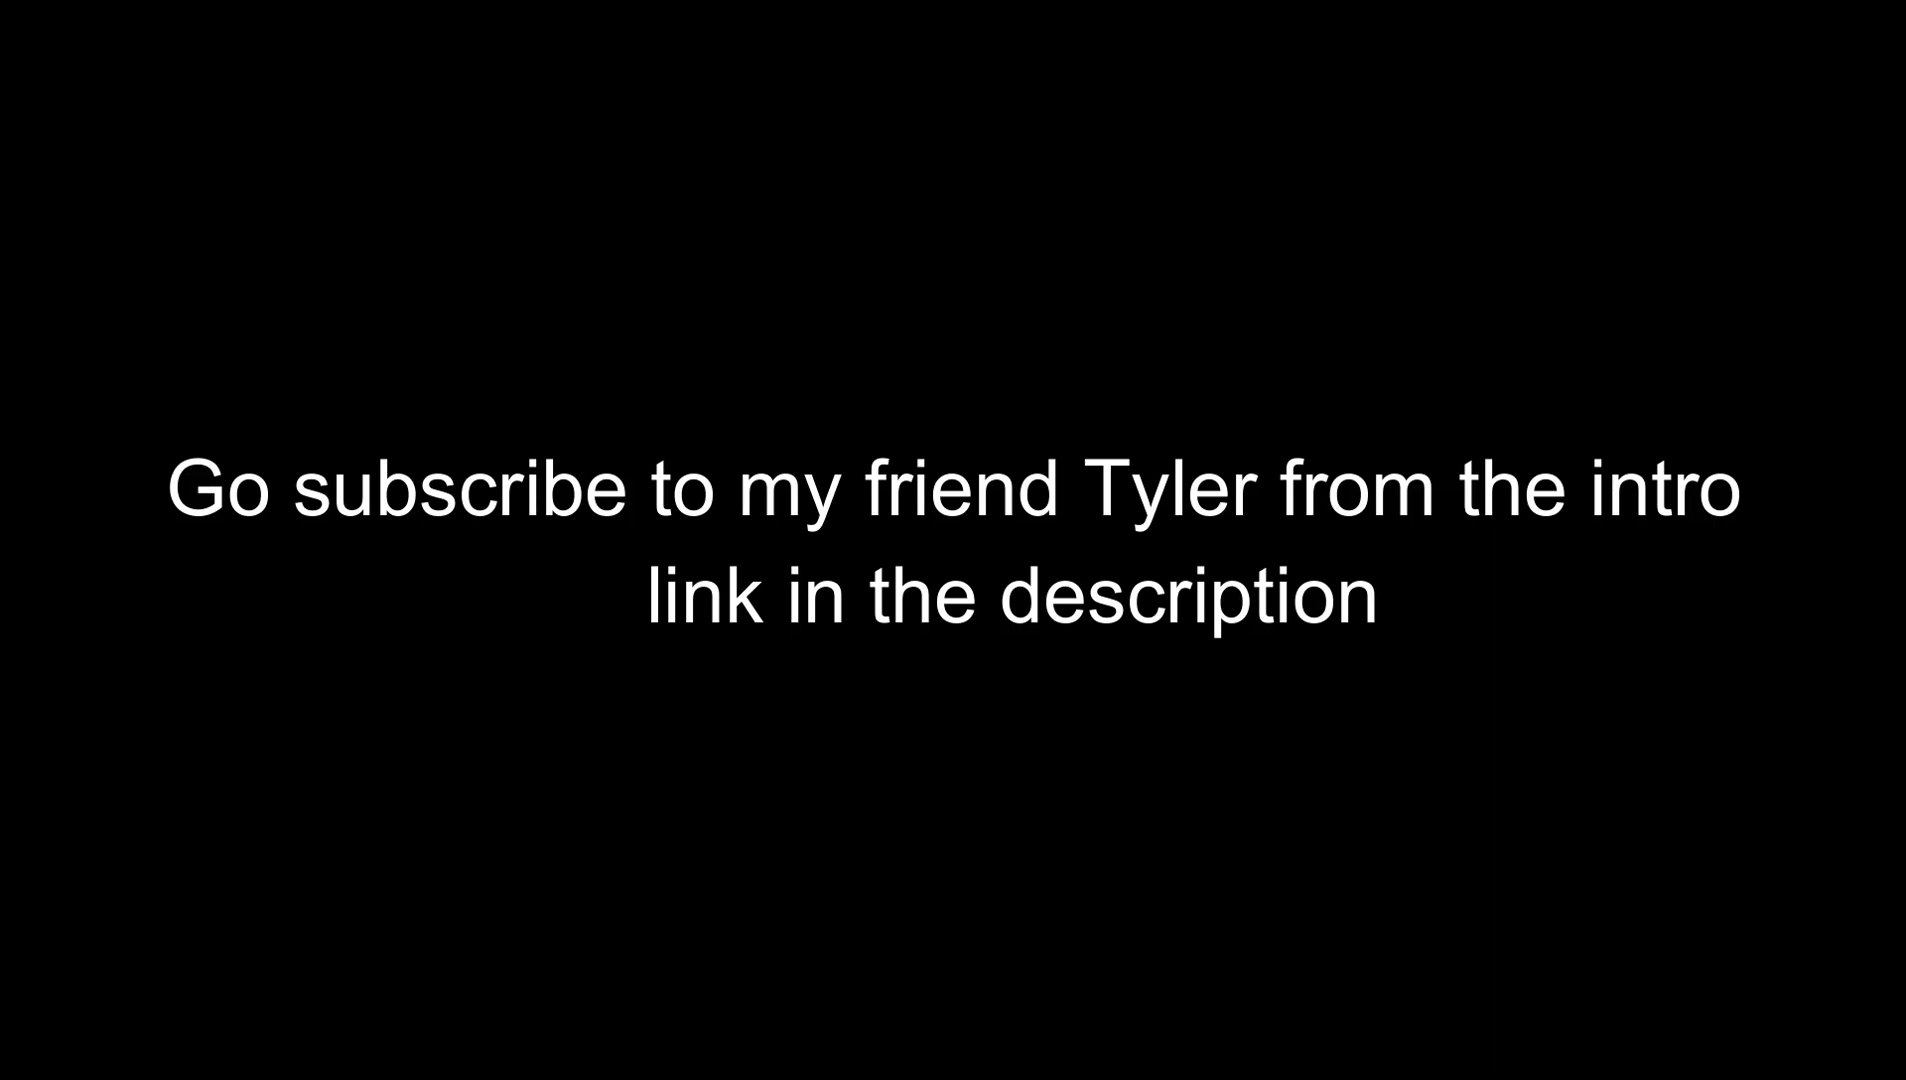 Go subscribe to my friend Tyler from the intro
link in the description